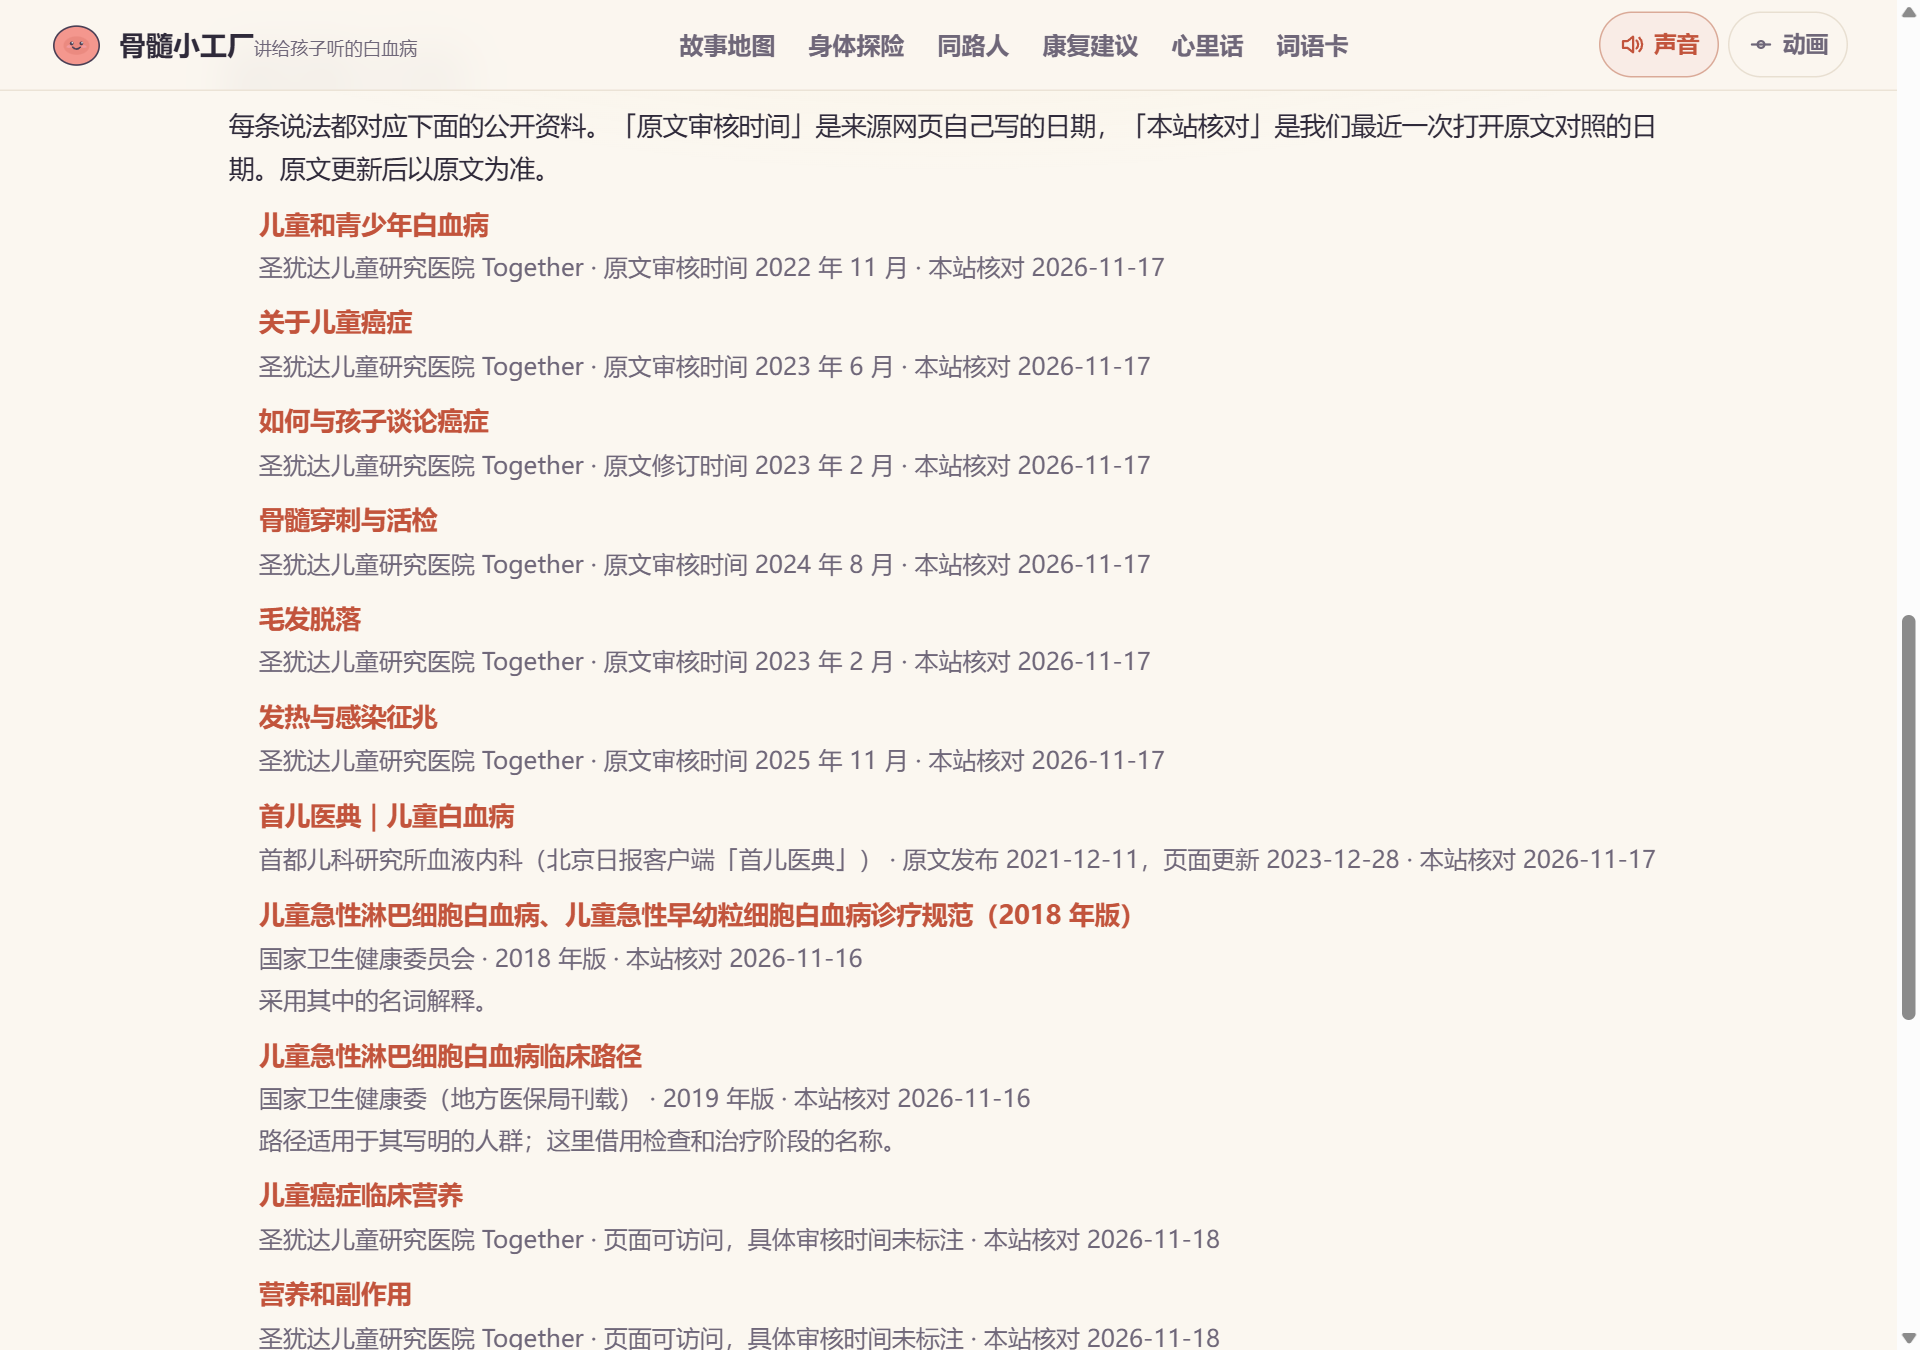 骨髓小工厂讲给孩子听的白血病
故事地图 身体探险 同路人 康复建议 心里话 词语卡
声音 动画
每条说法都对应下面的公开资料。「原文审核时间」是来源网页自己写的日期，「本站核对」是我们最近一次打开原文对照的日
期。原文更新后以原文为准。
儿童和青少年白血病
圣犹达儿童研究医院 Together · 原文审核时间 2022 年 11 月 · 本站核对 2026-11-17
关于儿童癌症
圣犹达儿童研究医院 Together · 原文审核时间 2023 年 6 月 · 本站核对 2026-11-17
如何与孩子谈论癌症
圣犹达儿童研究医院 Together · 原文修订时间 2023 年 2 月 · 本站核对 2026-11-17
骨髓穿刺与活检
圣犹达儿童研究医院 Together · 原文审核时间 2024 年 8 月 · 本站核对 2026-11-17
毛发脱落
圣犹达儿童研究医院 Together · 原文审核时间 2023 年 2 月 · 本站核对 2026-11-17
发热与感染征兆
圣犹达儿童研究医院 Together · 原文审核时间 2025 年 11 月 · 本站核对 2026-11-17
首儿医典｜儿童白血病
首都儿科研究所血液内科（北京日报客户端「首儿医典」） · 原文发布 2021-12-11，页面更新 2023-12-28 · 本站核对 2026-11-17
儿童急性淋巴细胞白血病、儿童急性早幼粒细胞白血病诊疗规范（2018 年版）
国家卫生健康委员会 · 2018 年版 · 本站核对 2026-11-16
采用其中的名词解释。
儿童急性淋巴细胞白血病临床路径
国家卫生健康委（地方医保局刊载） · 2019 年版 · 本站核对 2026-11-16
路径适用于其写明的人群；这里借用检查和治疗阶段的名称。
儿童癌症临床营养
圣犹达儿童研究医院 Together · 页面可访问，具体审核时间未标注 · 本站核对 2026-11-18
营养和副作用
圣犹达儿童研究医院 Together · 页面可访问，具体审核时间未标注 · 本站核对 2026-11-18